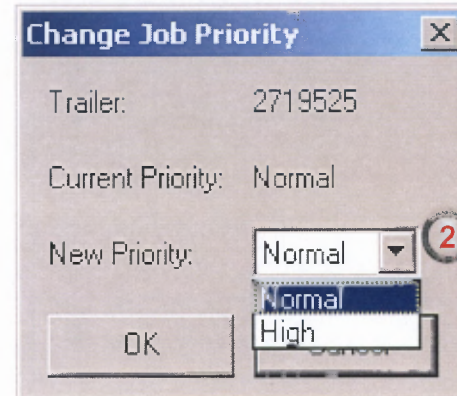 Change Job Priority
Trailer: 2719525
Current Priority: Normal
New Priority: Normal
2
Normal
High
OK